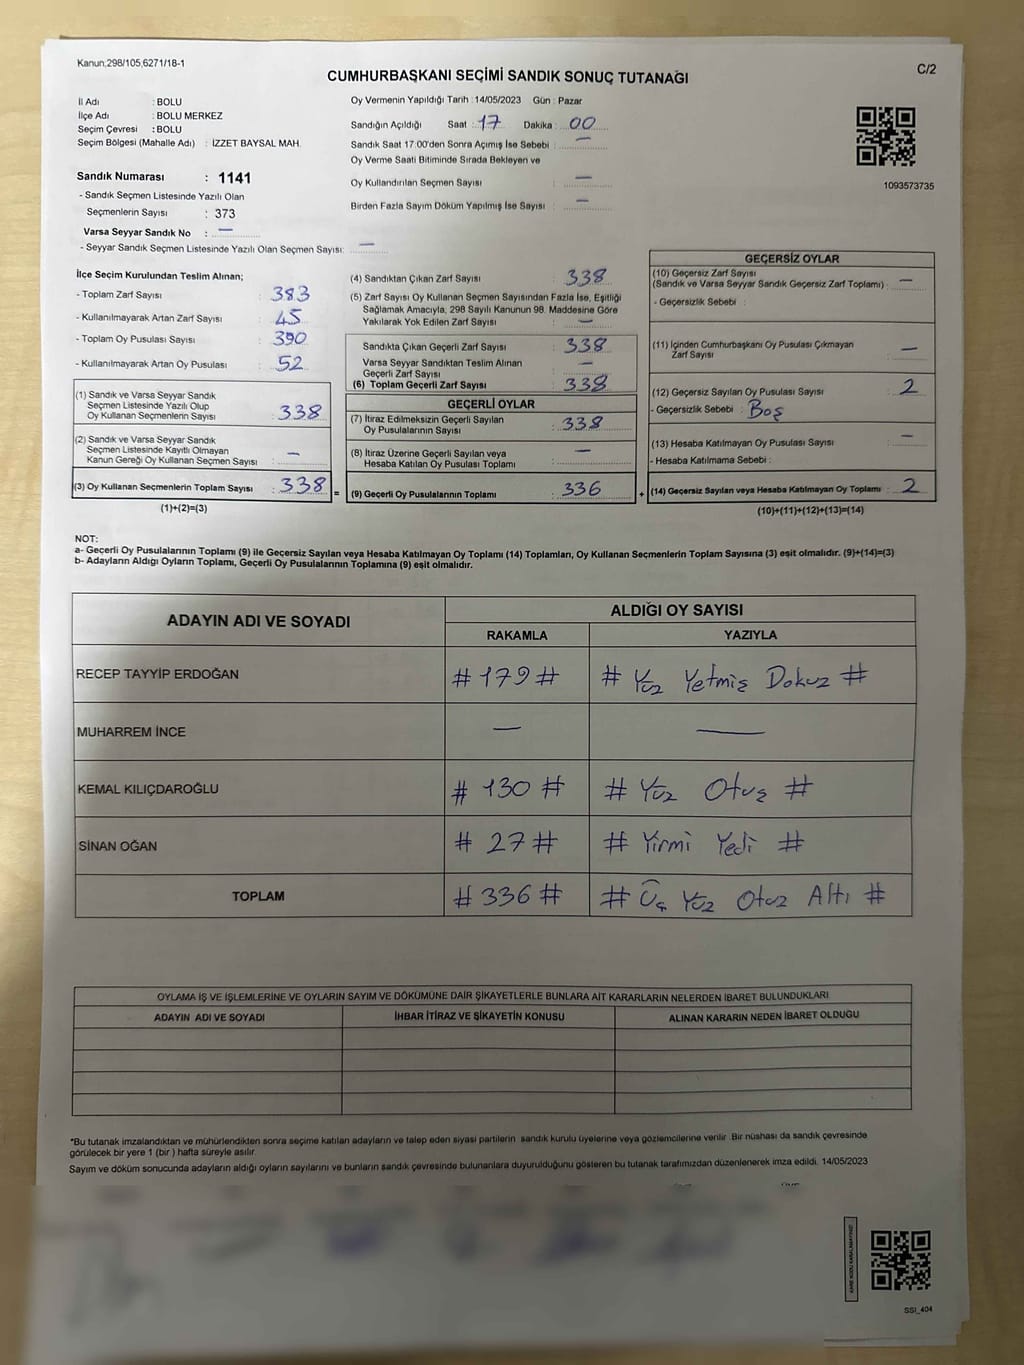 Kanun;298/105,6271/18-1
C/2
CUMHURBAŞKANI SEÇİMİ SANDIK SONUÇ TUTANAĞI
İl Adı : BOLU
İlçe Adı : BOLU MERKEZ
Seçim Çevresi : BOLU
Seçim Bölgesi (Mahalle Adı) : İZZET BAYSAL MAH.
Sandık Numarası : 1141
- Sandık Seçmen Listesinde Yazılı Olan
Seçmenlerin Sayısı : 373
Varsa Seyyar Sandık No : —
- Seyyar Sandık Seçmen Listesinde Yazılı Olan Seçmen Sayısı: —
Oy Vermenin Yapıldığı Tarih :14/05/2023 Gün : Pazar
Sandığın Açıldığı Saat : 17 Dakika : 00
Sandık Saat 17:00'den Sonra Açımış İse Sebebi : —
Oy Verme Saati Bitiminde Sırada Bekleyen ve
Oy Kullandırılan Seçmen Sayısı : —
Birden Fazla Sayım Döküm Yapılmış İse Sayısı : —
1093573735
İlçe Seçim Kurulundan Teslim Alınan;
- Toplam Zarf Sayısı : 383
- Kullanılmayarak Artan Zarf Sayısı : 45
- Toplam Oy Pusulası Sayısı : 390
- Kullanılmayarak Artan Oy Pusulası : 52
(1) Sandık ve Varsa Seyyar Sandık
Seçmen Listesinde Yazılı Olup
Oy Kullanan Seçmenlerin Sayısı : 338
(2) Sandık ve Varsa Seyyar Sandık
Seçmen Listesinde Kayıtlı Olmayan
Kanun Gereği Oy Kullanan Seçmen Sayısı : —
(3) Oy Kullanan Seçmenlerin Toplam Sayısı : 338
(1)+(2)=(3)
=
(4) Sandıktan Çıkan Zarf Sayısı : 338
(5) Zarf Sayısı Oy Kullanan Seçmen Sayısından Fazla İse, Eşitliği
Sağlamak Amacıyla, 298 Sayılı Kanunun 98. Maddesine Göre
Yakılarak Yok Edilen Zarf Sayısı : —
Sandıkta Çıkan Geçerli Zarf Sayısı : 338
Varsa Seyyar Sandıktan Teslim Alınan
Geçerli Zarf Sayısı : —
(6) Toplam Geçerli Zarf Sayısı : 338
GEÇERLİ OYLAR
(7) İtiraz Edilmeksizin Geçerli Sayılan
Oy Pusulalarının Sayısı : 338
(8) İtiraz Üzerine Geçerli Sayılan veya
Hesaba Katılan Oy Pusulası Toplamı : —
(9) Geçerli Oy Pusulalarının Toplamı : 336
+
GEÇERSİZ OYLAR
(10) Geçersiz Zarf Sayısı
(Sandık ve Varsa Seyyar Sandık Geçersiz Zarf Toplamı) : —
- Geçersizlik Sebebi :
(11) İçinden Cumhurbaşkanı Oy Pusulası Çıkmayan
Zarf Sayısı : —
(12) Geçersiz Sayılan Oy Pusulası Sayısı : 2
- Geçersizlik Sebebi : Boş
(13) Hesaba Katılmayan Oy Pusulası Sayısı : —
- Hesaba Katılmama Sebebi :
(14) Geçersiz Sayılan veya Hesaba Katılmayan Oy Toplamı : 2
(10)+(11)+(12)+(13)=(14)
NOT:
a- Geçerli Oy Pusulalarının Toplamı (9) ile Geçersiz Sayılan veya Hesaba Katılmayan Oy Toplamı (14) Toplamları, Oy Kullanan Seçmenlerin Toplam Sayısına (3) eşit olmalıdır. (9)+(14)=(3)
b- Adayların Aldığı Oyların Toplamı, Geçerli Oy Pusulalarının Toplamına (9) eşit olmalıdır.
ADAYIN ADI VE SOYADI
ALDIĞI OY SAYISI
RAKAMLA YAZIYLA
RECEP TAYYİP ERDOĞAN # 179 # # Yüz Yetmiş Dokuz #
MUHARREM İNCE — —
KEMAL KILIÇDAROĞLU # 130 # # Yüz Otuz #
SİNAN OĞAN # 27 # # Yirmi Yedi #
TOPLAM # 336 # # Üç Yüz Otuz Altı #
OYLAMA İŞ VE İŞLEMLERİNE VE OYLARIN SAYIM VE DÖKÜMÜNE DAİR ŞİKAYETLERLE BUNLARA AİT KARARLARIN NELERDEN İBARET BULUNDUKLARI
ADAYIN ADI VE SOYADI İHBAR İTİRAZ VE ŞİKAYETİN KONUSU ALINAN KARARIN NEDEN İBARET OLDUĞU
*Bu tutanak imzalandıktan ve mühürlendikten sonra seçime katılan adayların ve talep eden siyasi partilerin sandık kurulu üyelerine veya gözlemcilerine verilir. Bir nüshası da sandık çevresinde
görülecek bir yere 1 (bir ) hafta süreyle asılır.
Sayım ve döküm sonucunda adayların aldığı oyların sayılarını ve bunların sandık çevresinde bulunanlara duyurulduğunu gösteren bu tutanak tarafımızdan düzenlenerek imza edildi. 14/05/2023
KARE KODU KARALAMAYINIZ!
SSI_404